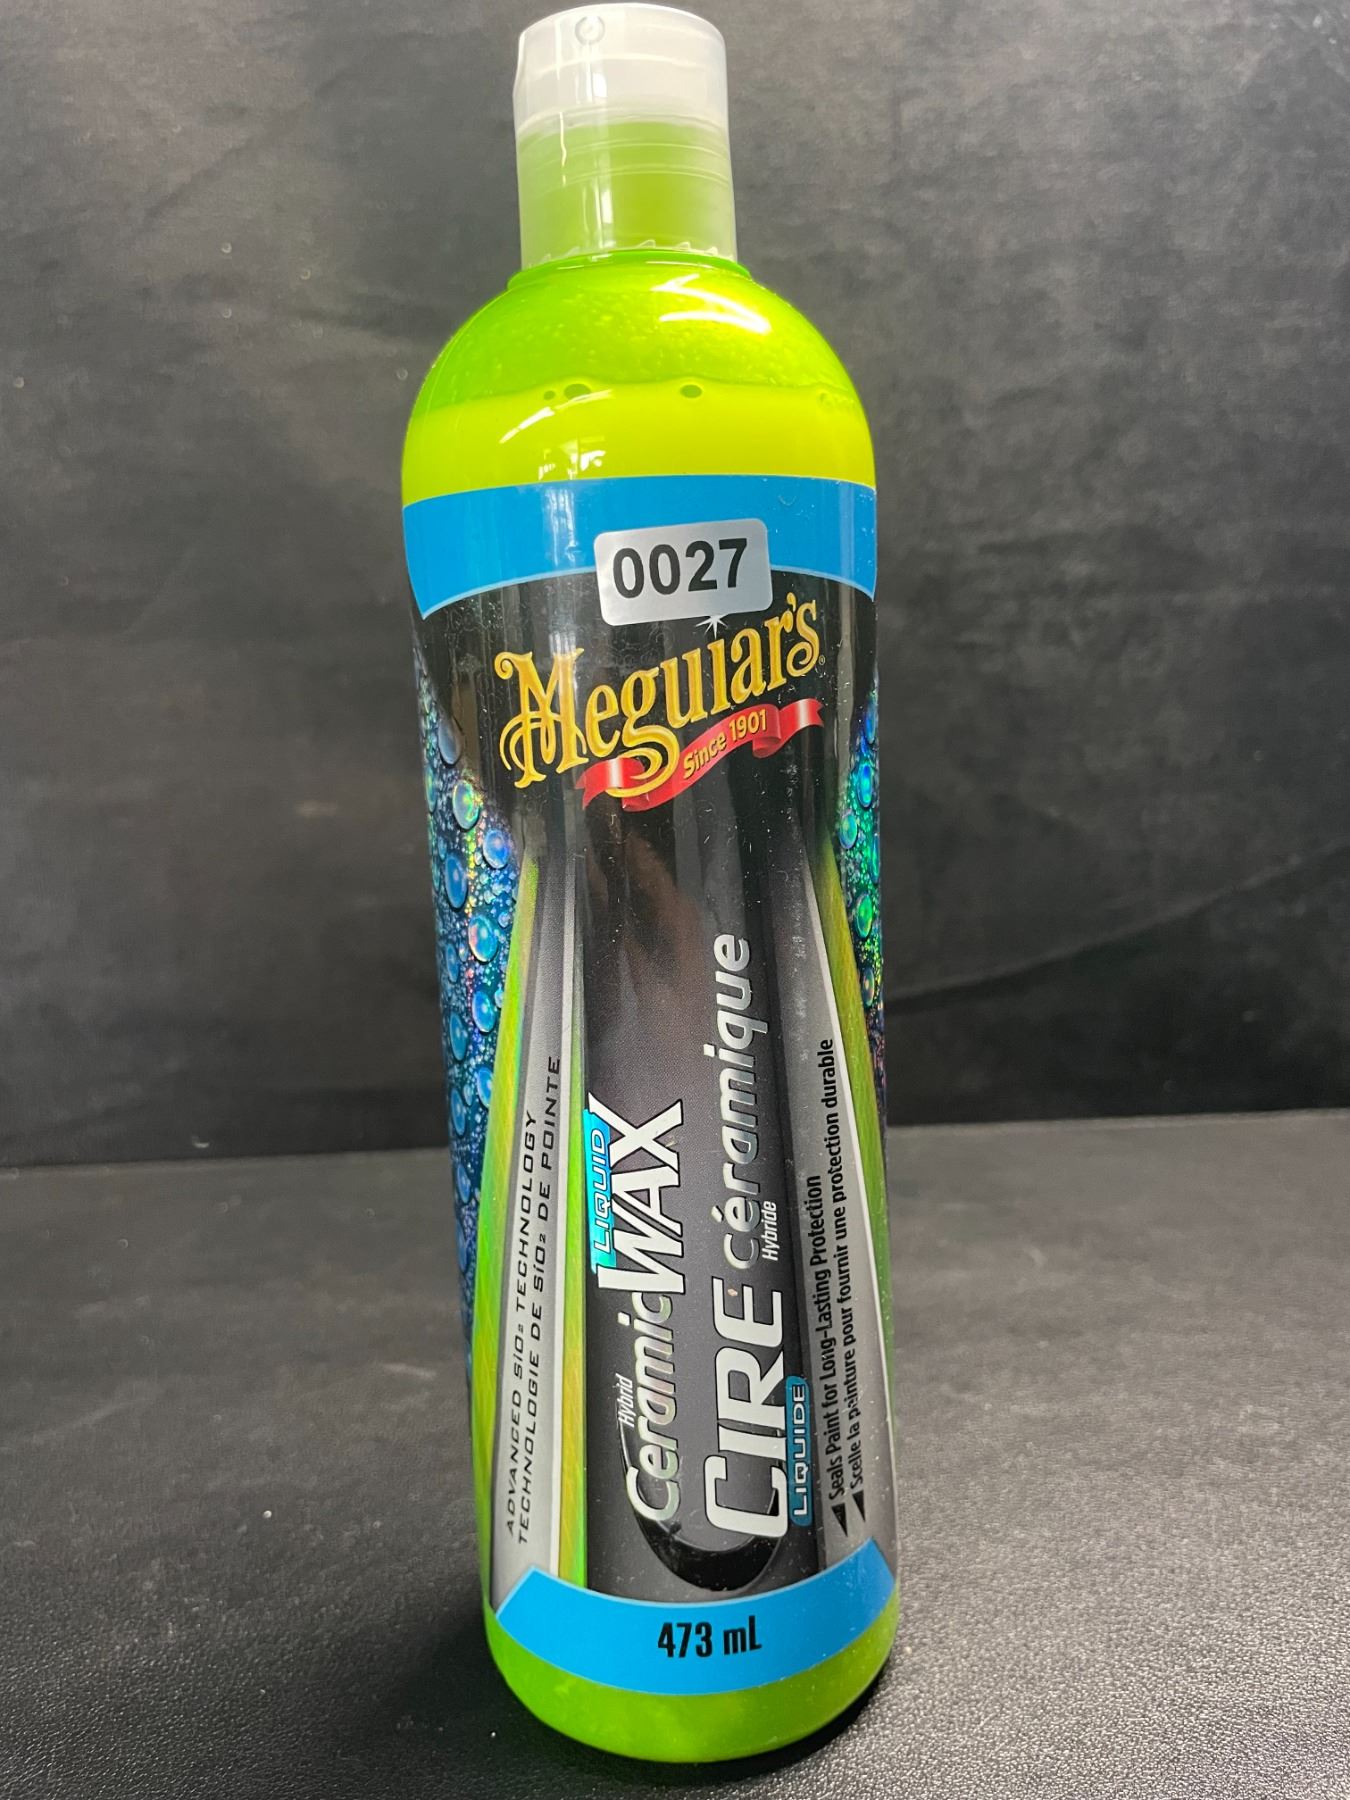 0027
Meguiar's®
Since 1901
ADVANCED SiO₂ TECHNOLOGY
TECHNOLOGIE DE SiO₂ DE POINTE
LIQUID
Hybrid
Ceramic WAX
CIRE céramique
Hybride
LIQUIDE
Seals Paint for Long-Lasting Protection
Scelle la peinture pour fournir une protection durable
473 mL